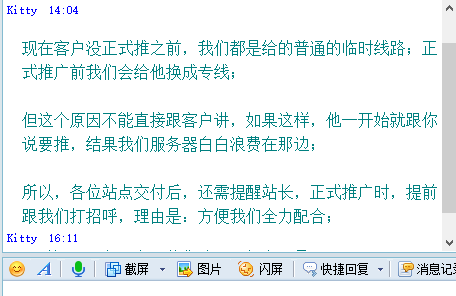 Kitty 14:04
现在客户没正式推之前，我们都是给的普通的临时线路；正
式推广前我们会给他换成专线；
但这个原因不能直接跟客户讲，如果这样，他一开始就跟你
说要推，结果我们服务器白白浪费在那边；
所以，各位站点交付后，还需提醒站长，正式推广时，提前
跟我们打招呼，理由是：方便我们全力配合；
Kitty 16:11
A 截屏 图片 闪屏 快捷回复 消息记录